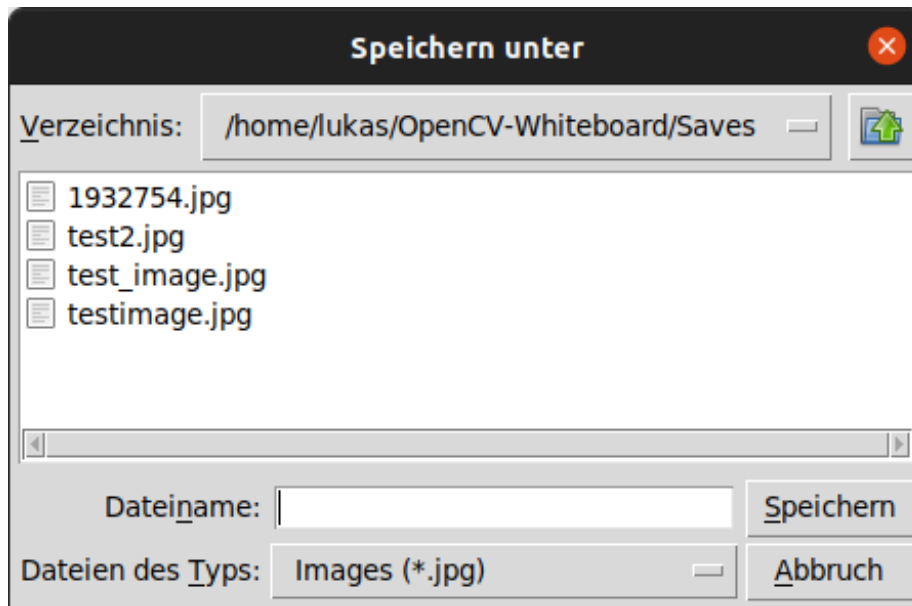 Speichern unter
Verzeichnis: /home/lukas/OpenCV-Whiteboard/Saves
1932754.jpg
test2.jpg
test_image.jpg
testimage.jpg
Dateiname: Speichern
Dateien des Typs: Images (*.jpg) Abbruch